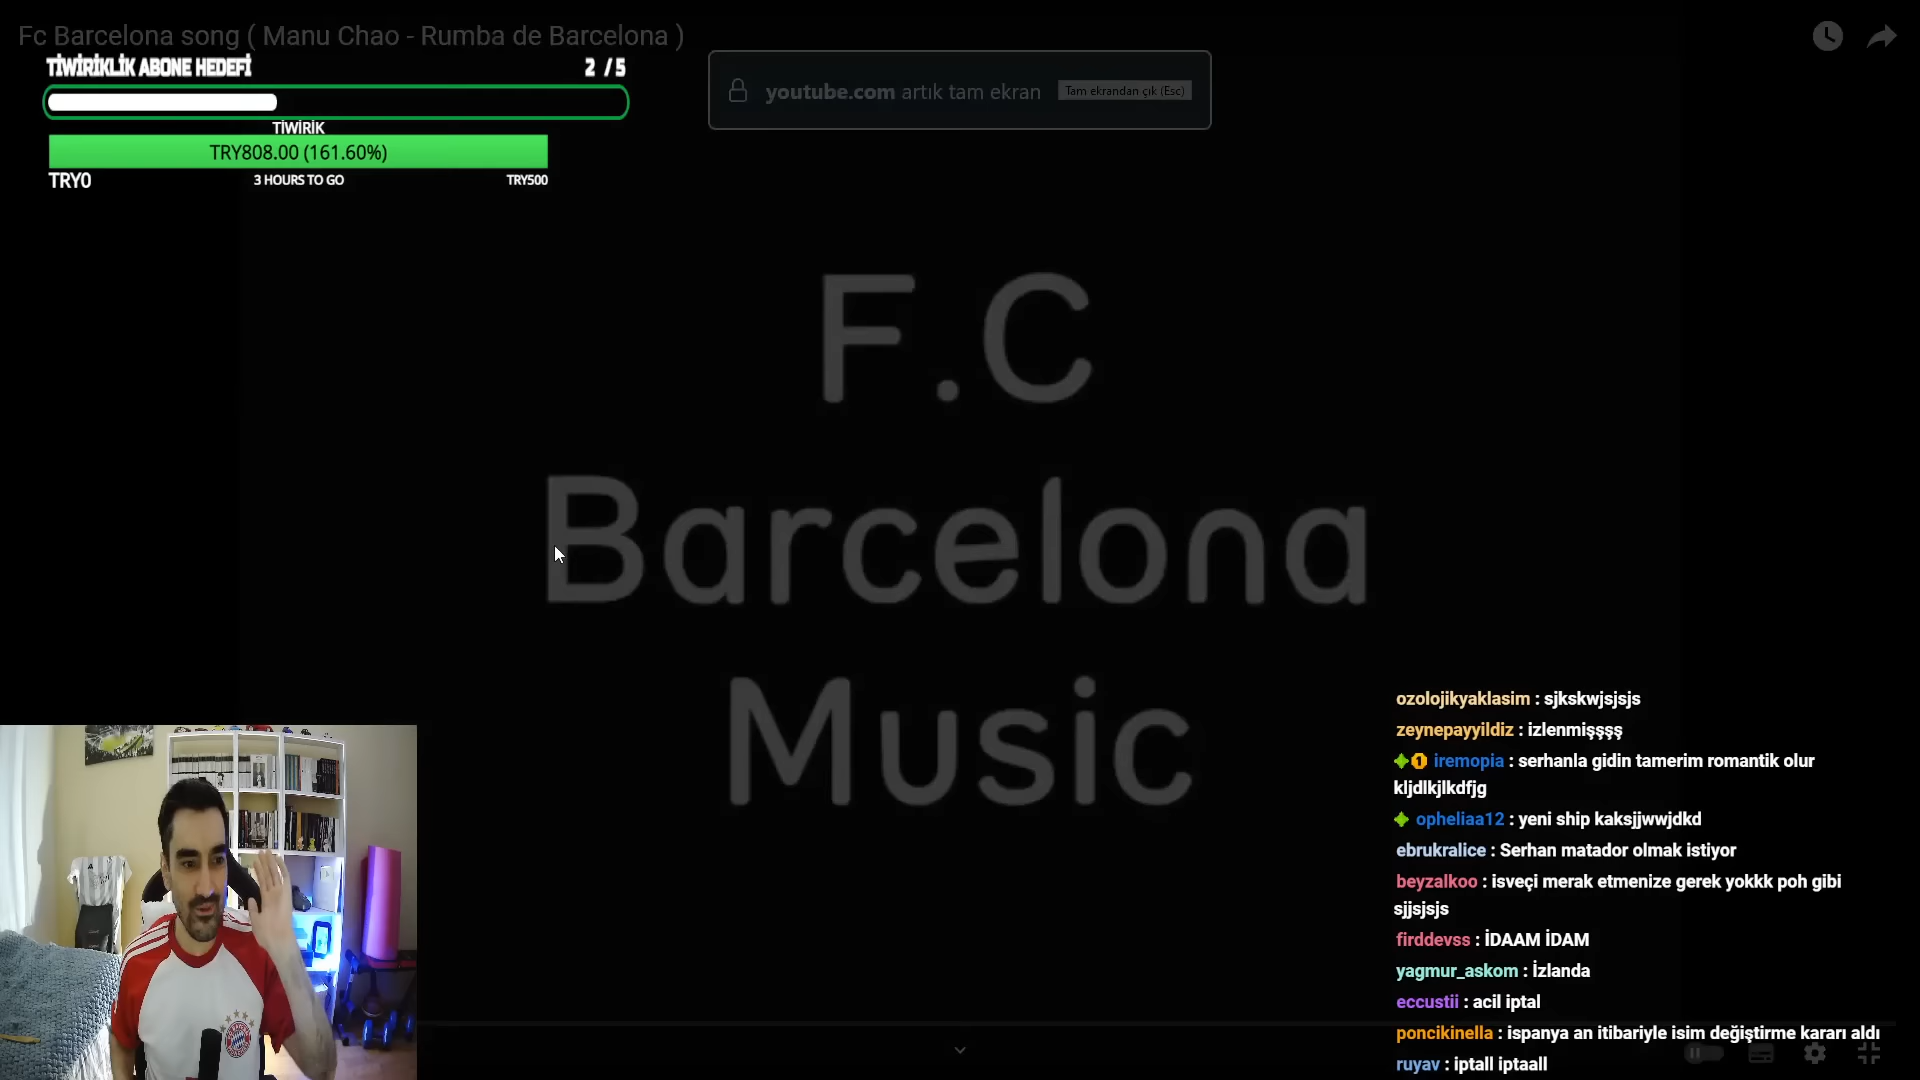 Fc Barcelona song ( Manu Chao - Rumba de Barcelona )
TİWİRİKLİK ABONE HEDEFİ 2 / 5
youtube.com artık tam ekran Tam ekrandan çık (Esc)
TİWİRİK
TRY808.00 (161.60%)
TRY0 3 HOURS TO GO TRY500
F.C
Barcelona
Music
ozolojikyaklasim : sjkskwjsjsjs
zeynepayyildiz : izlenmişşşş
1 iremopia : serhanla gidin tamerim romantik olur
kljdlkjlkdfjg
opheliaa12 : yeni ship kaksjjwwjdkd
ebrukralice : Serhan matador olmak istiyor
beyzalkoo : isveçi merak etmenize gerek yokkk poh gibi
sjjsjsjs
firddevss : İDAAM İDAM
yagmur_askom : İzlanda
eccustii : acil iptal
poncikinella : ispanya an itibariyle isim değiştirme kararı aldı
ruyav : iptall iptaall